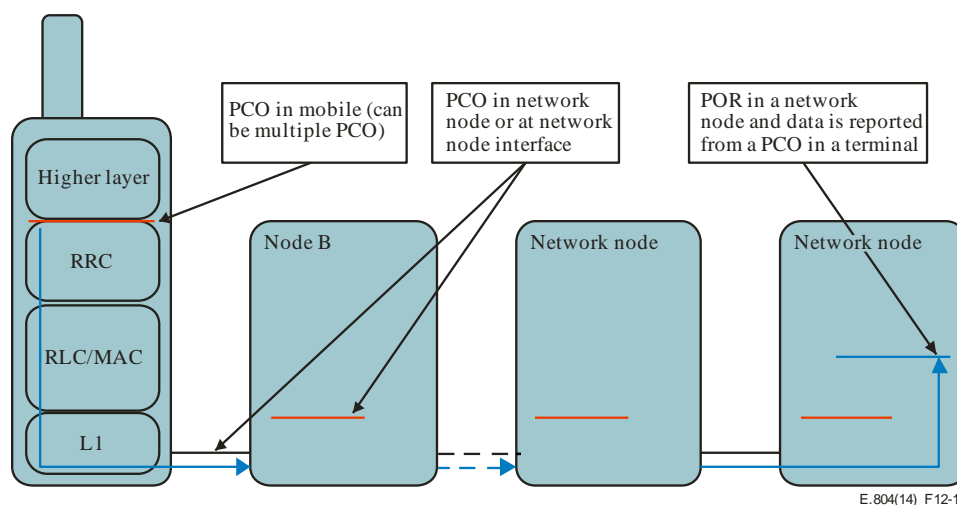 PCO in mobile (can
be multiple PCO)
PCO in network
node or at network
node interface
POR in a network
node and data is reported
from a PCO in a terminal
Higher layer
RRC
RLC/MAC
L1
Node B
Network node
Network node
E.804(14)_F12-1